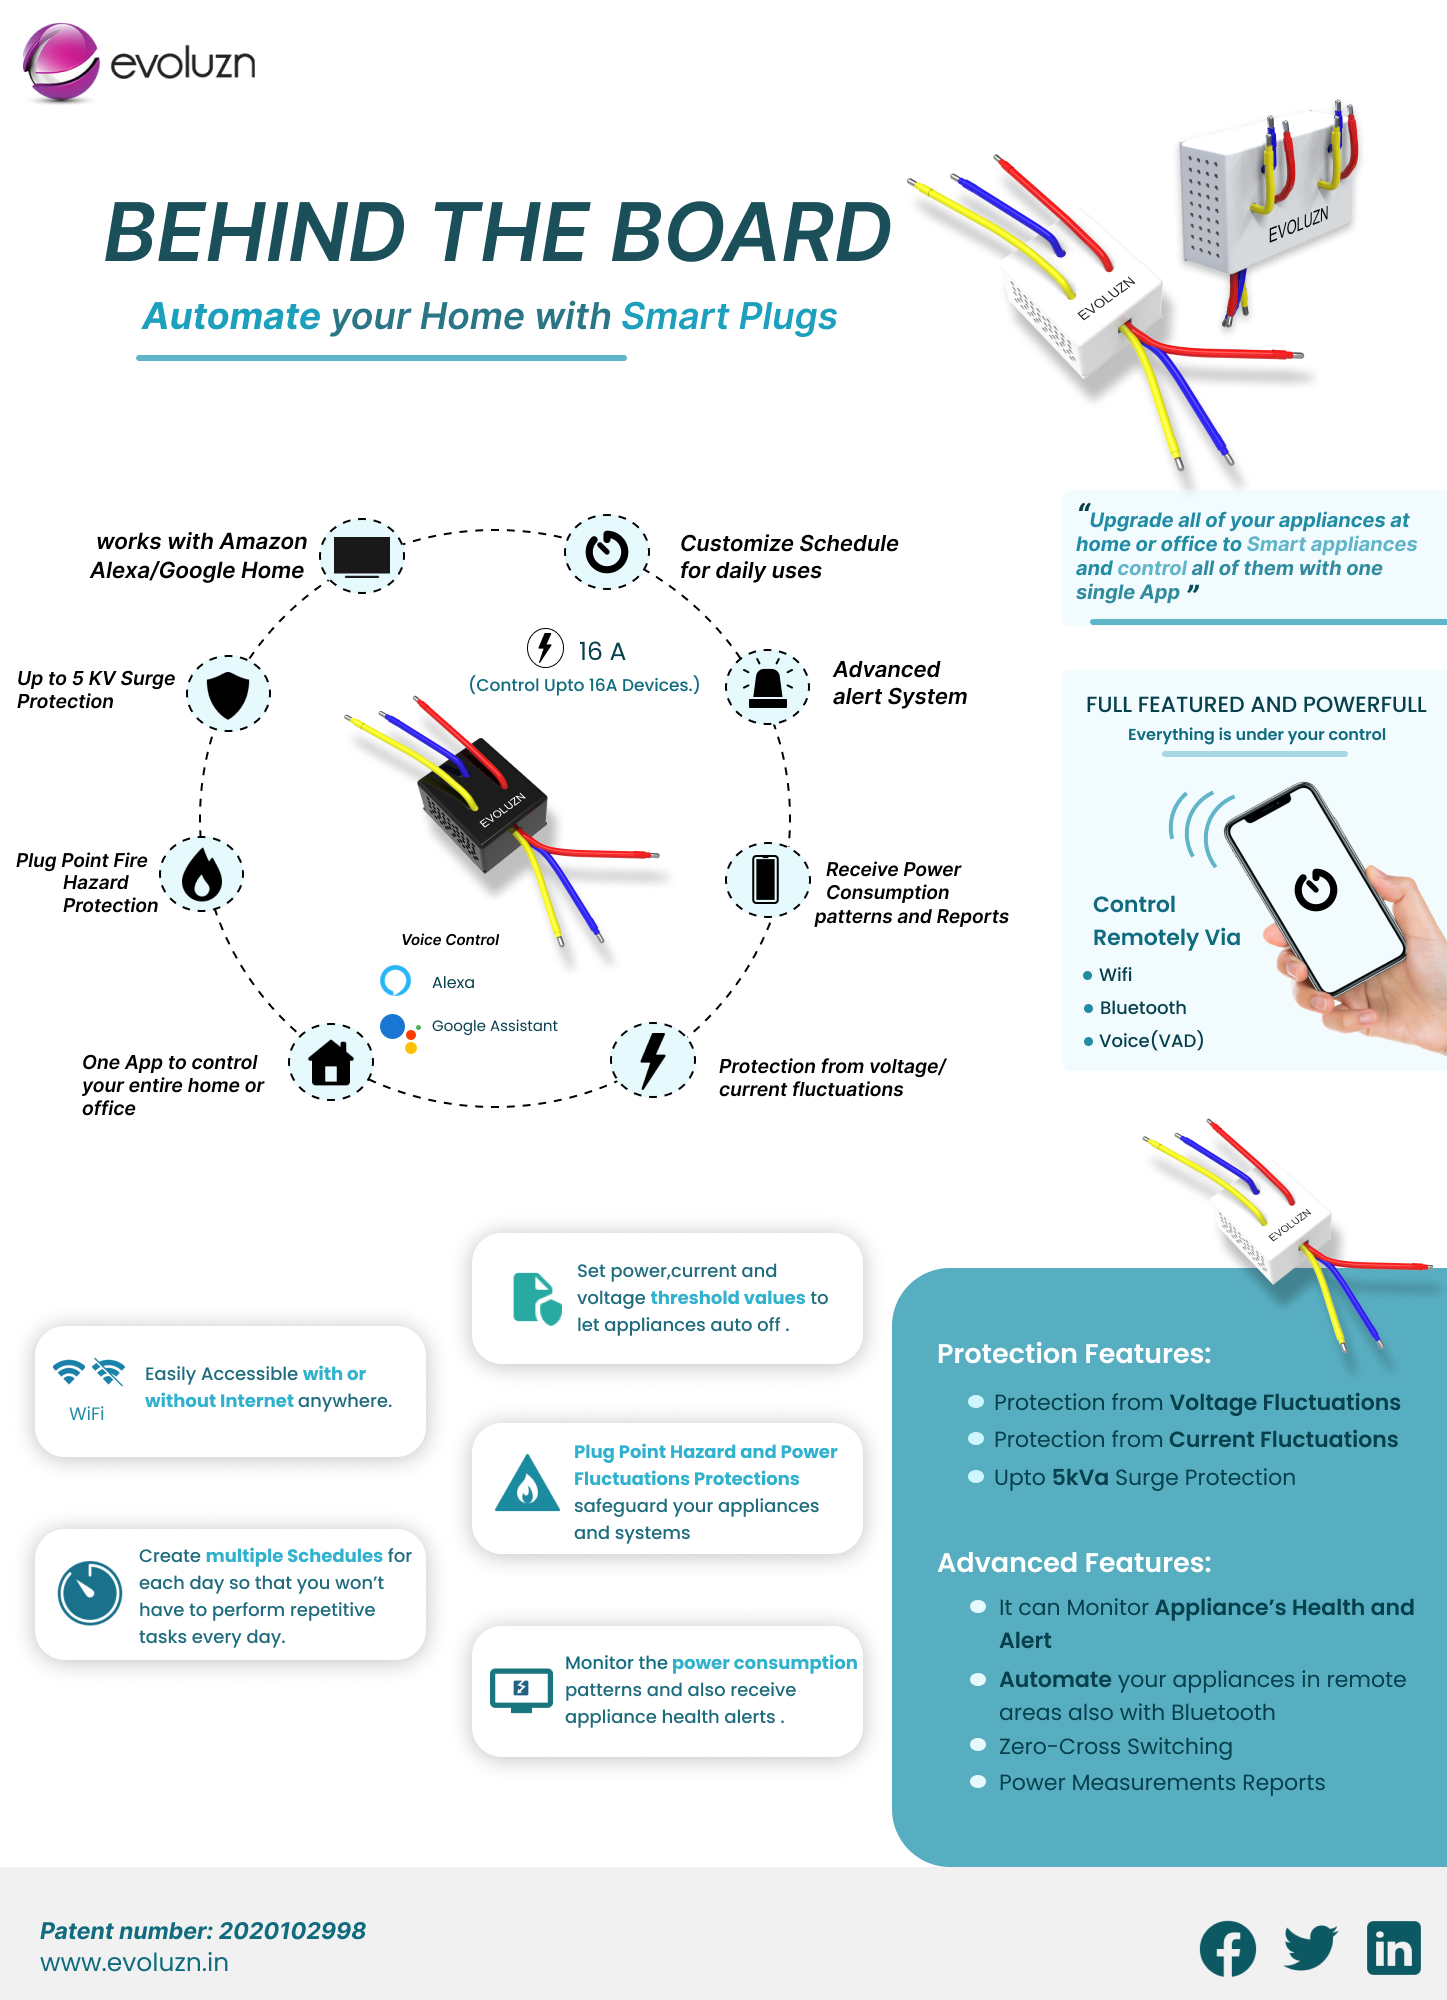 evoluzn
BEHIND THE BOARD
Automate your Home with Smart Plugs
EVOLUZN
EVOLUZN
works with Amazon
Alexa/Google Home
Customize Schedule
for daily uses
Up to 5 KV Surge
Protection
16 A
(Control Upto 16A Devices.)
Advanced
alert System
EVOLUZN
Plug Point Fire
Hazard
Protection
Receive Power
Consumption
patterns and Reports
Voice Control
Alexa
Google Assistant
One App to control
your entire home or
office
Protection from voltage/
current fluctuations
“Upgrade all of your appliances at
home or office to Smart appliances
and control all of them with one
single App ”
FULL FEATURED AND POWERFULL
Everything is under your control
Control
Remotely Via
Wifi
Bluetooth
Voice(VAD)
EVOLUZN
Set power,current and
voltage threshold values to
let appliances auto off .
WiFi
Easily Accessible with or
without Internet anywhere.
Plug Point Hazard and Power
Fluctuations Protections
safeguard your appliances
and systems
Create multiple Schedules for
each day so that you won't
have to perform repetitive
tasks every day.
Monitor the power consumption
patterns and also receive
appliance health alerts .
Protection Features:
Protection from Voltage Fluctuations
Protection from Current Fluctuations
Upto 5kVa Surge Protection
Advanced Features:
It can Monitor Appliance's Health and
Alert
Automate your appliances in remote
areas also with Bluetooth
Zero-Cross Switching
Power Measurements Reports
Patent number: 2020102998
www.evoluzn.in